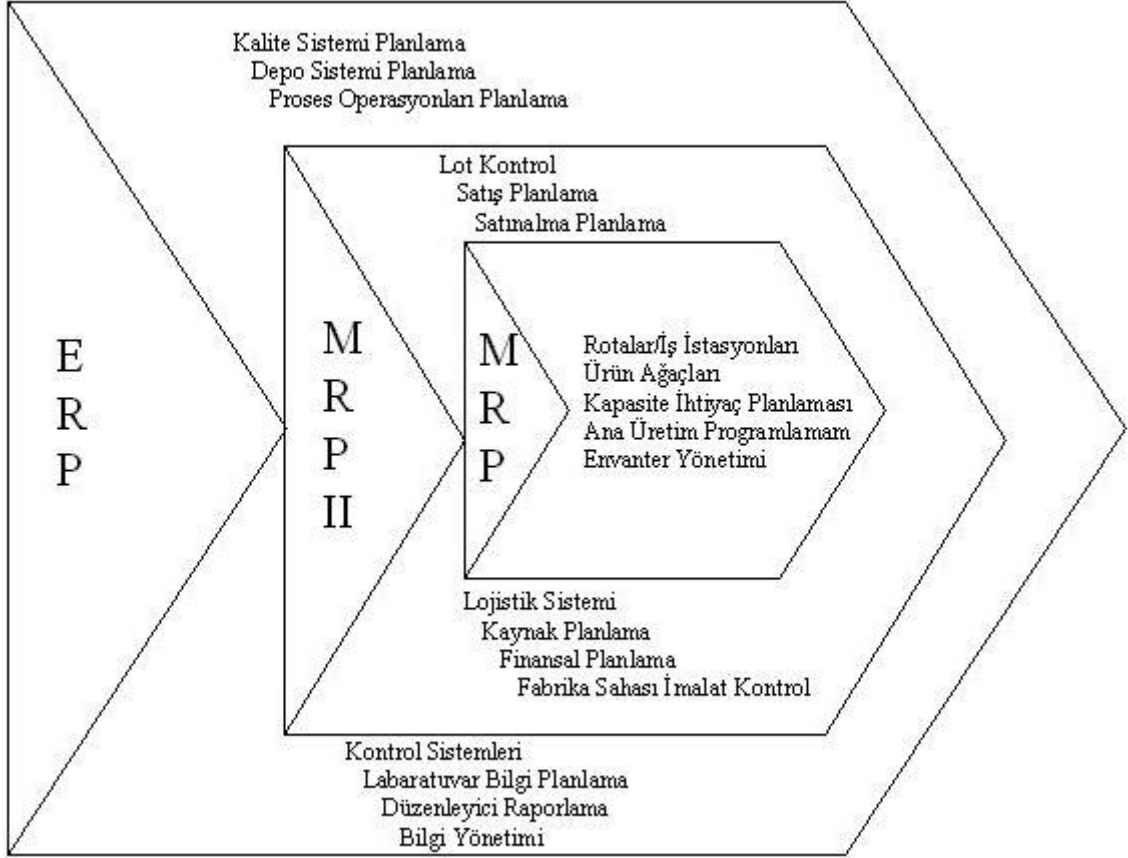 Kalite Sistemi Planlama
Depo Sistemi Planlama
Proses Operasyonları Planlama
Lot Kontrol
Satış Planlama
Satınalma Planlama
E
R
P
M
R
P
II
M
R
P
Rotalar/İş İstasyonları
Ürün Ağaçları
Kapasite İhtiyaç Planlaması
Ana Üretim Programlamam
Envanter Yönetimi
Lojistik Sistemi
Kaynak Planlama
Finansal Planlama
Fabrika Sahası İmalat Kontrol
Kontrol Sistemleri
Labaratuvar Bilgi Planlama
Düzenleyici Raporlama
Bilgi Yönetimi